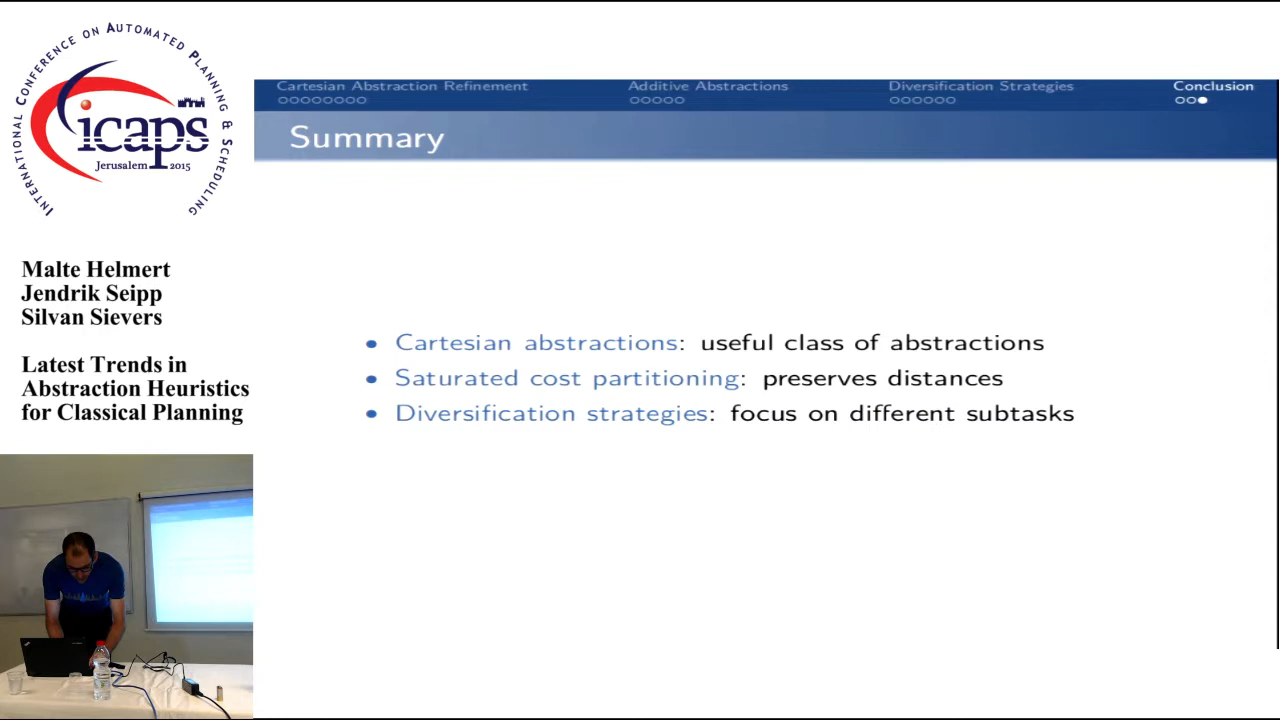 INTERNATIONAL CONFERENCE ON AUTOMATED PLANNING & SCHEDULING
icaps
Jerusalem 2015
Malte Helmert
Jendrik Seipp
Silvan Sievers
Latest Trends in
Abstraction Heuristics
for Classical Planning
Cartesian Abstraction Refinement
Additive Abstractions
Diversification Strategies
Conclusion
Summary
• Cartesian abstractions: useful class of abstractions
• Saturated cost partitioning: preserves distances
• Diversification strategies: focus on different subtasks